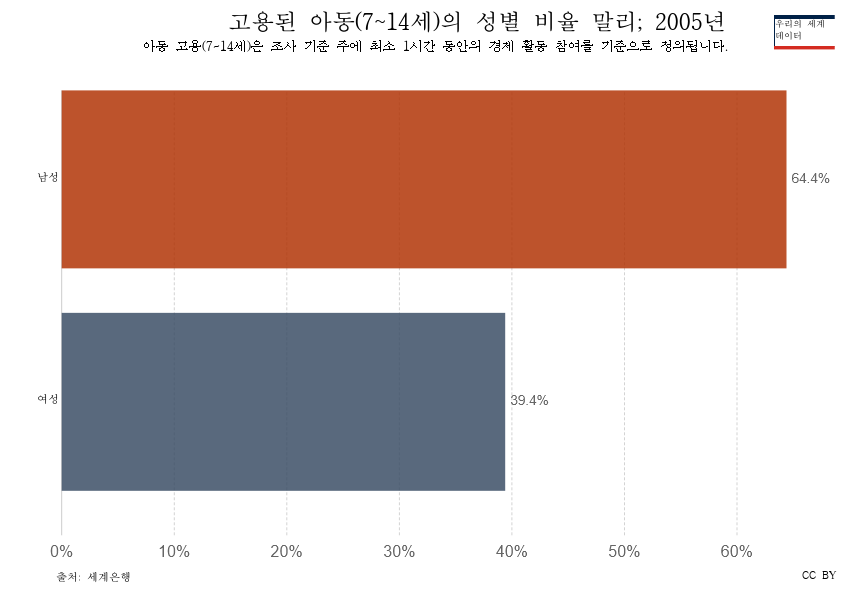 고용된 아동(7~14세)의 성별 비율 말리; 2005년
아동 고용(7~14세)은 조사 기준 주에 최소 1시간 동안의 경제 활동 참여를 기준으로 정의됩니다.
우리의 세계
데이터
남성
64.4%
여성
39.4%
0% 10% 20% 30% 40% 50% 60%
출처: 세계은행
CC BY